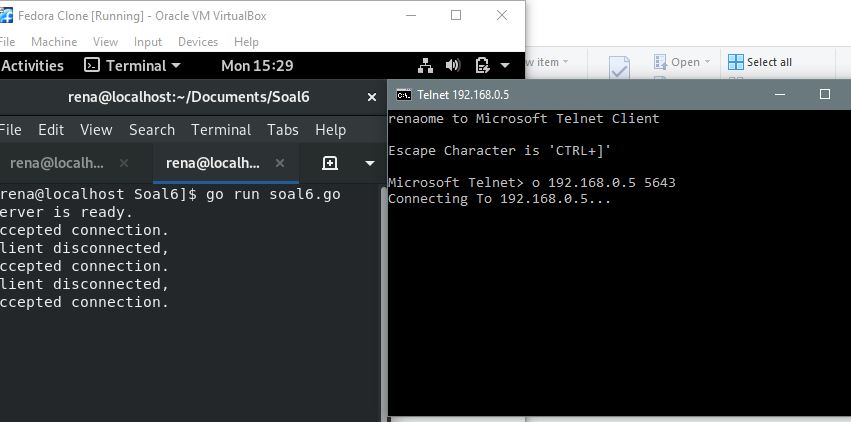 Fedora Clone [Running] - Oracle VM VirtualBox
File Machine View Input Devices Help
Activities Terminal Mon 15:29
rena@localhost:~/Documents/Soal6
File Edit View Search Terminal Tabs Help
rena@localh... rena@localh...
rena@localhost Soal6]$ go run soal6.go
erver is ready.
ccepted connection.
lient disconnected,
ccepted connection.
lient disconnected,
ccepted connection.
w item Open Select all
Telnet 192.168.0.5
renaome to Microsoft Telnet Client
Escape Character is 'CTRL+]'
Microsoft Telnet> o 192.168.0.5 5643
Connecting To 192.168.0.5...